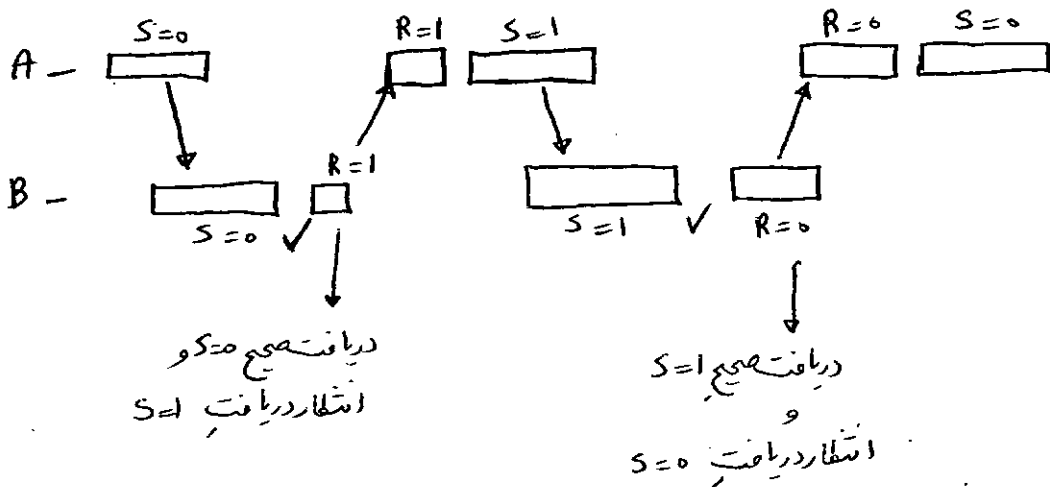 S=0 R=1 S=1 R=0 S=0
A -
R=1
B -
S=0 ✓ S=1 ✓ R=0
دریافت صحیح S=0 و
انتظار دریافتِ S=1
دریافت صحیحِ S=1
و
انتظار دریافتِ S=0